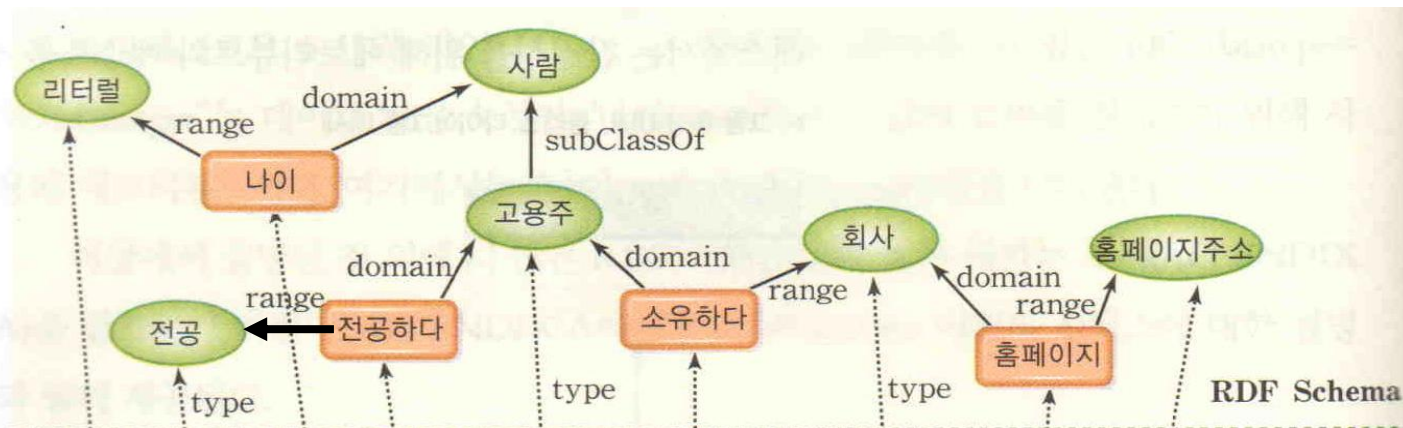 리터럴
사람
domain
range
subClassOf
나이
고용주
회사
홈페이지주소
domain
domain
range
domain
range
range
전공
전공하다
소유하다
홈페이지
type
type
type
RDF Schema